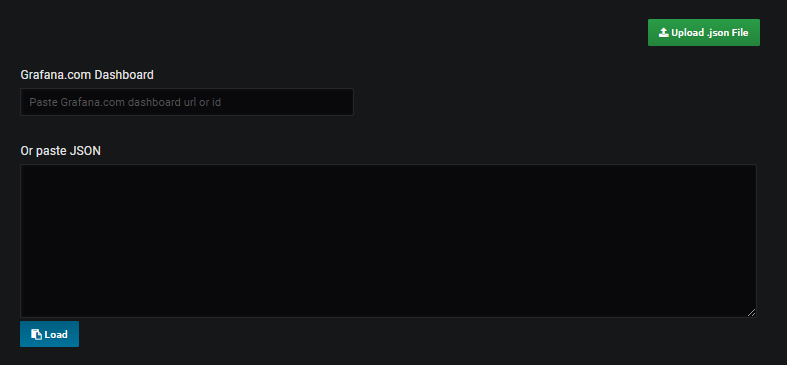 Upload .json File
Grafana.com Dashboard
Paste Grafana.com dashboard url or id
Or paste JSON
Load